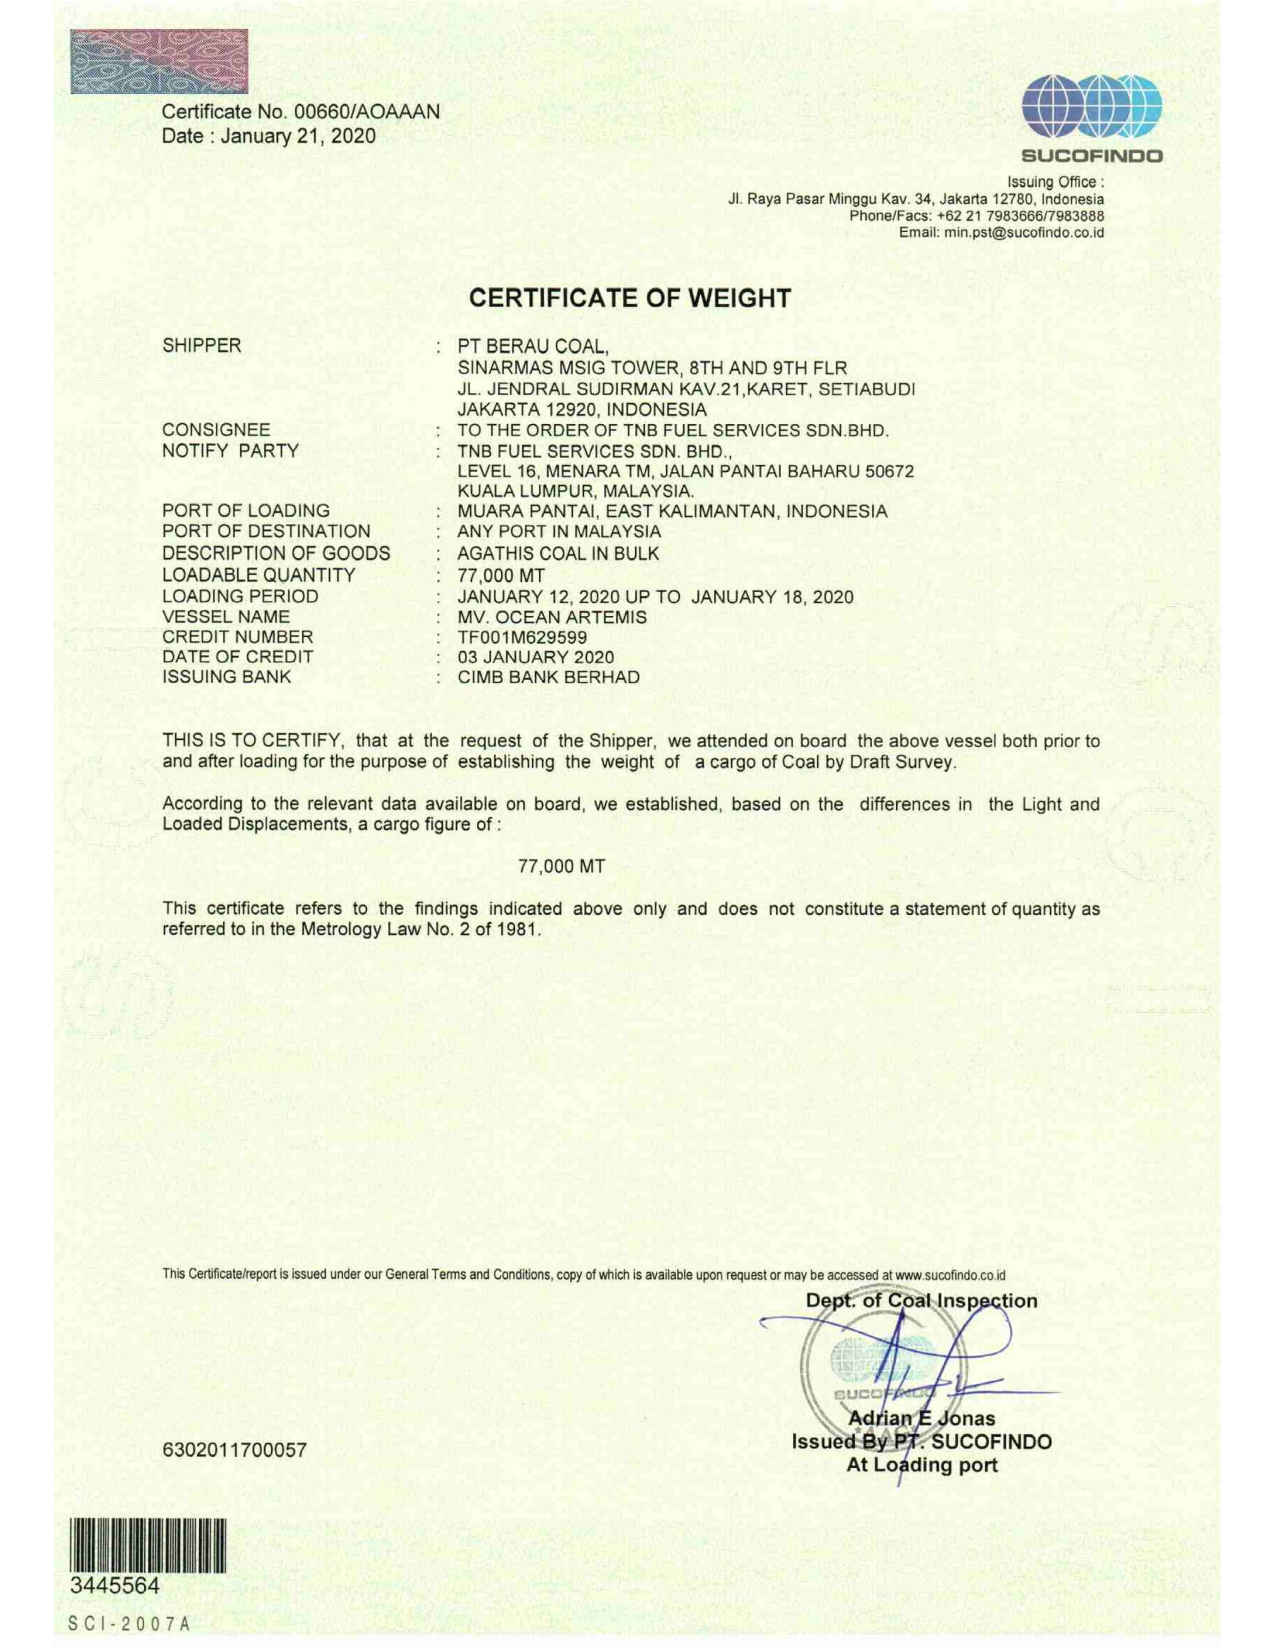 Certificate No. 00660/AOAAAN
Date : January 21, 2020
SUCOFINDO
Issuing Office :
Jl. Raya Pasar Minggu Kav. 34, Jakarta 12780, Indonesia
Phone/Facs: +62 21 7983666/7983888
Email: min.pst@sucofindo.co.id
CERTIFICATE OF WEIGHT
SHIPPER : PT BERAU COAL,
SINARMAS MSIG TOWER, 8TH AND 9TH FLR
JL. JENDRAL SUDIRMAN KAV.21,KARET, SETIABUDI
JAKARTA 12920, INDONESIA
CONSIGNEE : TO THE ORDER OF TNB FUEL SERVICES SDN.BHD.
NOTIFY PARTY : TNB FUEL SERVICES SDN. BHD.,
LEVEL 16, MENARA TM, JALAN PANTAI BAHARU 50672
KUALA LUMPUR, MALAYSIA.
PORT OF LOADING : MUARA PANTAI, EAST KALIMANTAN, INDONESIA
PORT OF DESTINATION : ANY PORT IN MALAYSIA
DESCRIPTION OF GOODS : AGATHIS COAL IN BULK
LOADABLE QUANTITY : 77,000 MT
LOADING PERIOD : JANUARY 12, 2020 UP TO JANUARY 18, 2020
VESSEL NAME : MV. OCEAN ARTEMIS
CREDIT NUMBER : TF001M629599
DATE OF CREDIT : 03 JANUARY 2020
ISSUING BANK : CIMB BANK BERHAD
THIS IS TO CERTIFY, that at the request of the Shipper, we attended on board the above vessel both prior to
and after loading for the purpose of establishing the weight of a cargo of Coal by Draft Survey.
According to the relevant data available on board, we established, based on the differences in the Light and
Loaded Displacements, a cargo figure of :
77,000 MT
This certificate refers to the findings indicated above only and does not constitute a statement of quantity as
referred to in the Metrology Law No. 2 of 1981.
This Certificate/report is issued under our General Terms and Conditions, copy of which is available upon request or may be accessed at www.sucofindo.co.id
Dept. of Coal Inspection
SUCOFINDO
Adrian E Jonas
Issued By PT. SUCOFINDO
At Loading port
6302011700057
3445564
SCI-2007A